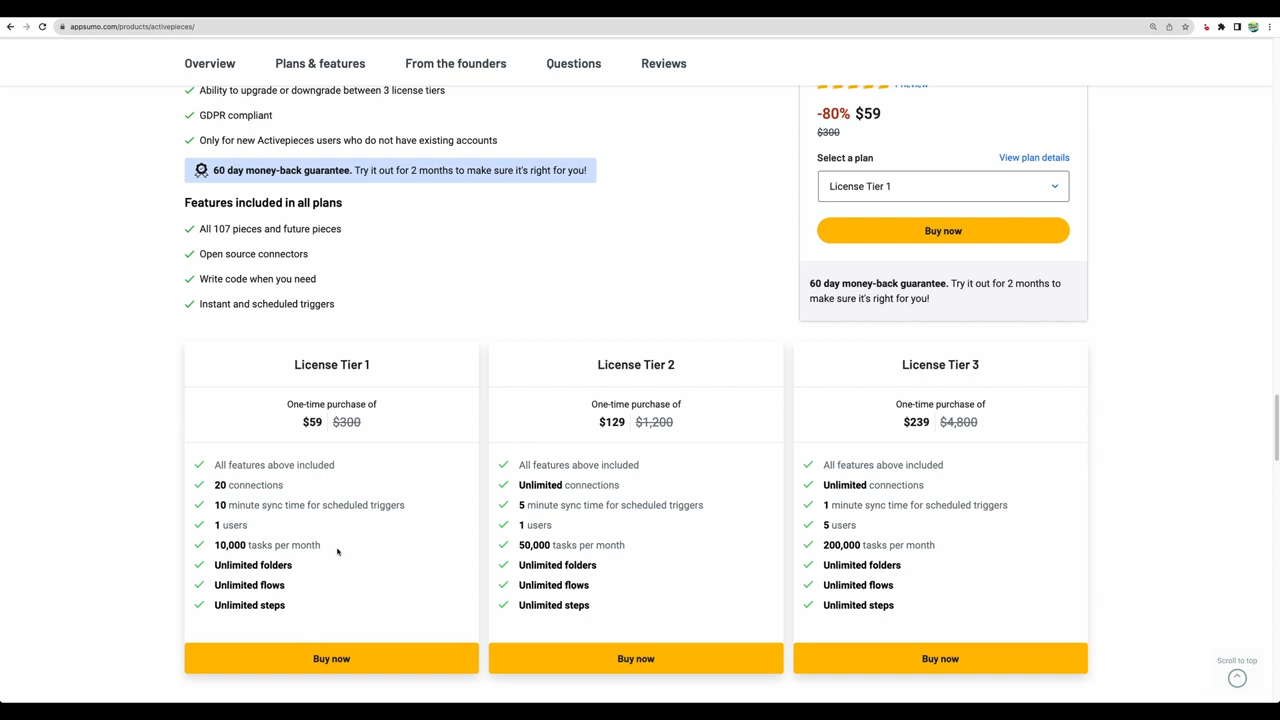 appsumo.com/products/activepieces/
Overview Plans & features From the founders Questions Reviews
Ability to upgrade or downgrade between 3 license tiers
GDPR compliant
Only for new Activepieces users who do not have existing accounts
60 day money-back guarantee. Try it out for 2 months to make sure it's right for you!
Features included in all plans
All 107 pieces and future pieces
Open source connectors
Write code when you need
Instant and scheduled triggers
1 Review
-80% $59
$300
Select a plan View plan details
License Tier 1
Buy now
60 day money-back guarantee. Try it out for 2 months to
make sure it's right for you!
License Tier 1
One-time purchase of
$59 $300
All features above included
20 connections
10 minute sync time for scheduled triggers
1 users
10,000 tasks per month
Unlimited folders
Unlimited flows
Unlimited steps
Buy now
License Tier 2
One-time purchase of
$129 $1,200
All features above included
Unlimited connections
5 minute sync time for scheduled triggers
1 users
50,000 tasks per month
Unlimited folders
Unlimited flows
Unlimited steps
Buy now
License Tier 3
One-time purchase of
$239 $4,800
All features above included
Unlimited connections
1 minute sync time for scheduled triggers
5 users
200,000 tasks per month
Unlimited folders
Unlimited flows
Unlimited steps
Buy now
Scroll to top